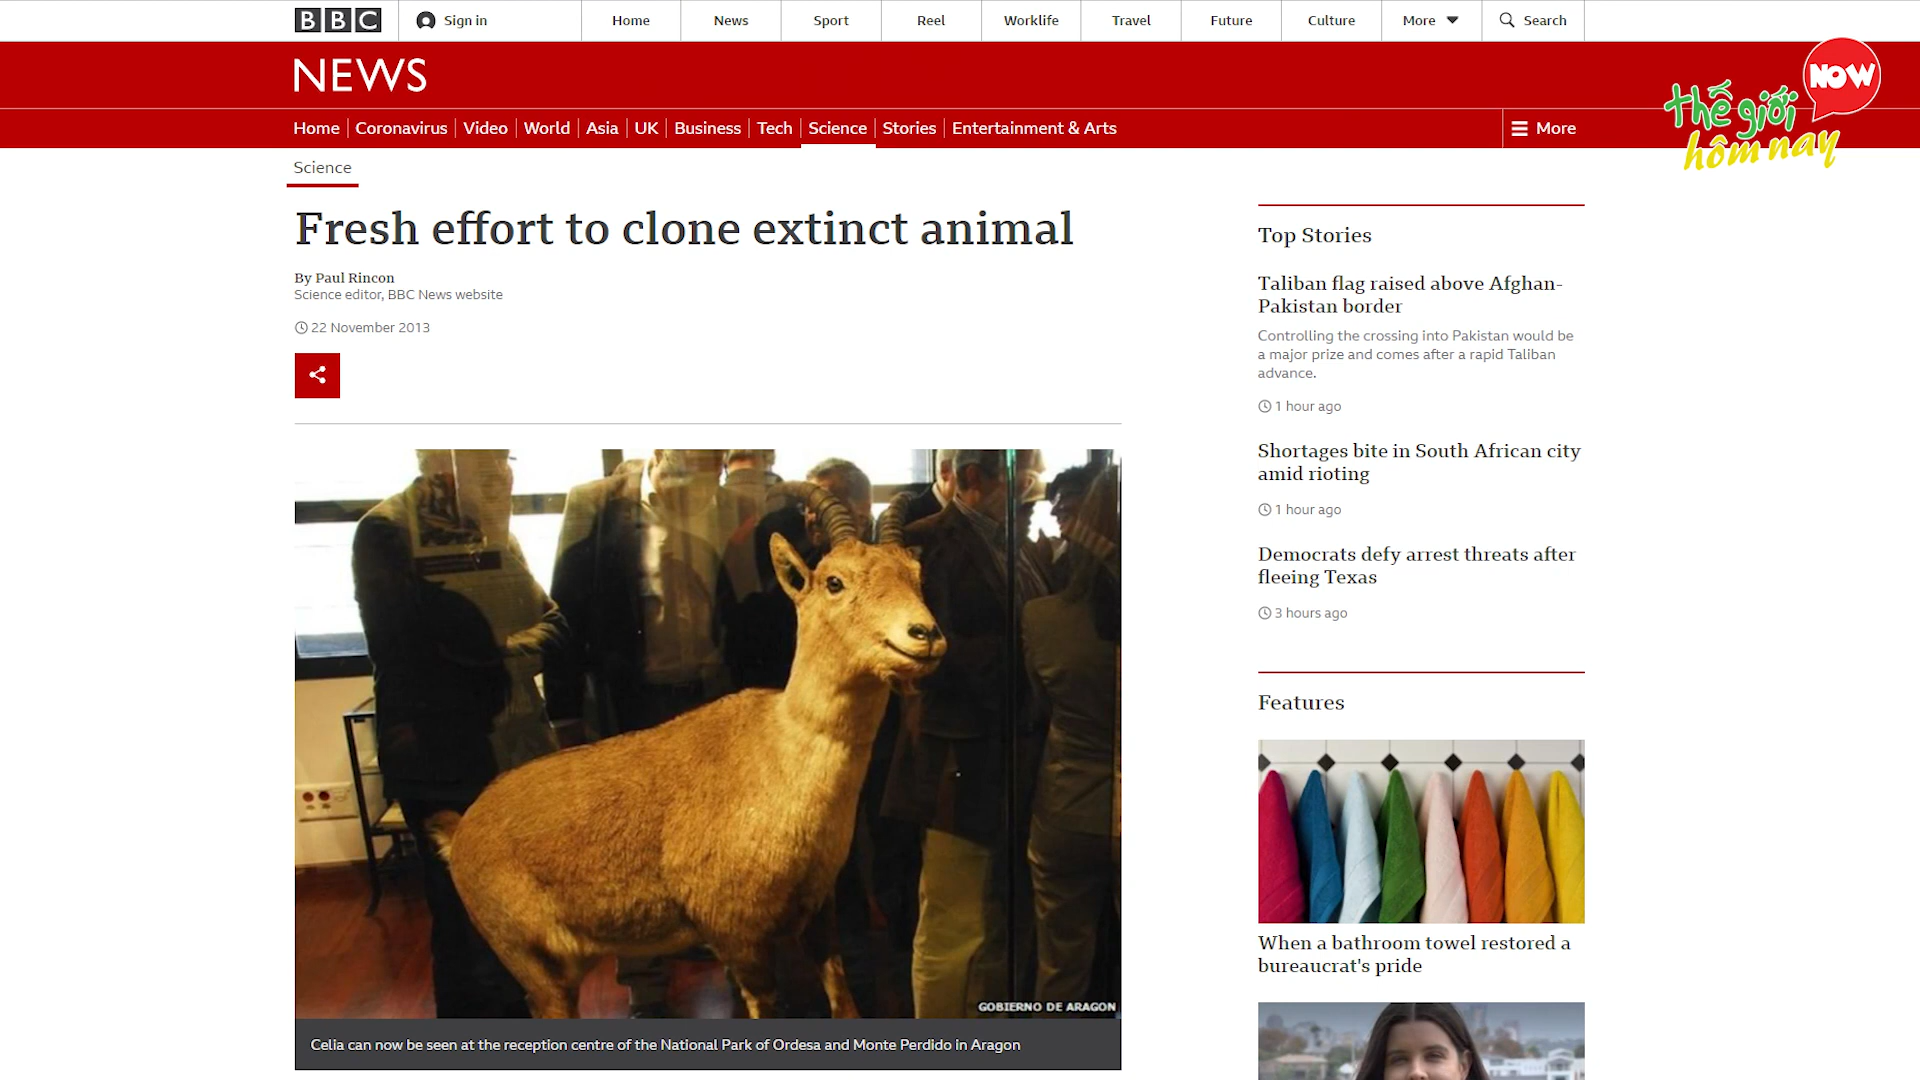 BBC
Sign in
Home
News
Sport
Reel
Worklife
Travel
Future
Culture
More
Search
NEWS
NOW
thế giới
hôm nay
Home
Coronavirus
Video
World
Asia
UK
Business
Tech
Science
Stories
Entertainment & Arts
More
Science
Fresh effort to clone extinct animal
By Paul Rincon
Science editor, BBC News website
22 November 2013
GOBIERNO DE ARAGON
Celia can now be seen at the reception centre of the National Park of Ordesa and Monte Perdido in Aragon
Top Stories
Taliban flag raised above Afghan-
Pakistan border
Controlling the crossing into Pakistan would be
a major prize and comes after a rapid Taliban
advance.
1 hour ago
Shortages bite in South African city
amid rioting
1 hour ago
Democrats defy arrest threats after
fleeing Texas
3 hours ago
Features
When a bathroom towel restored a
bureaucrat's pride